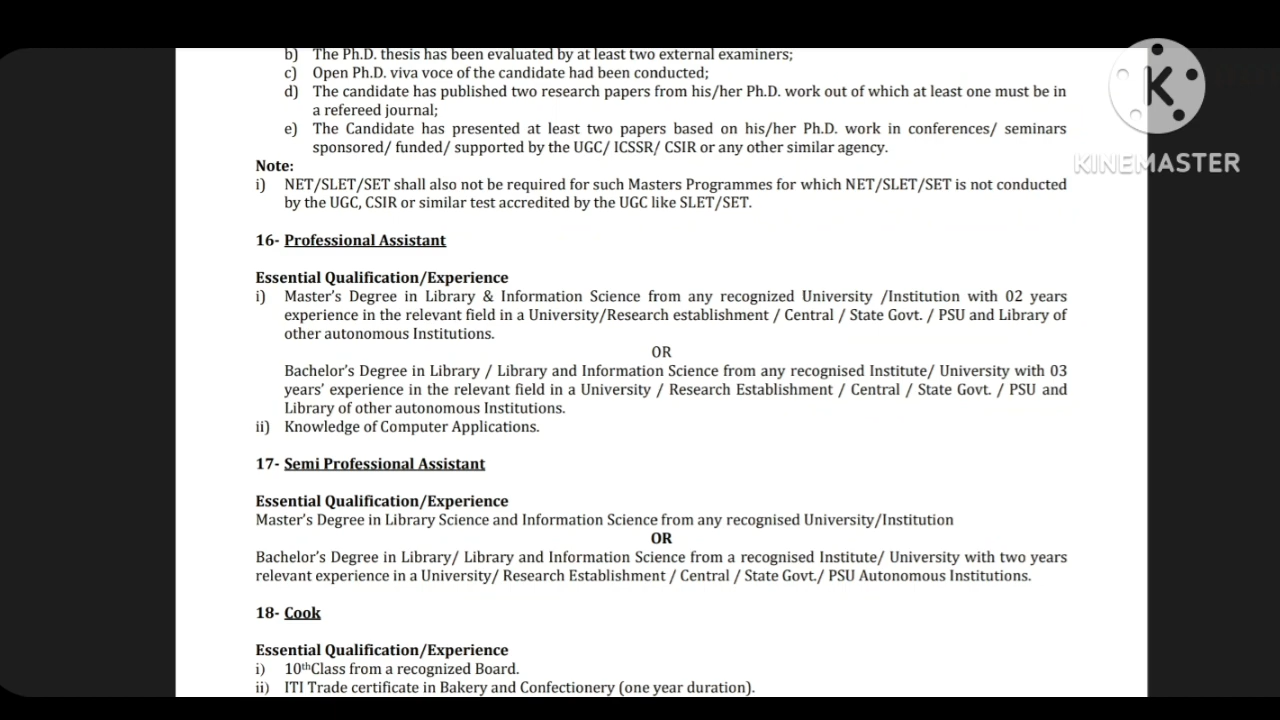 b) The Ph.D. thesis has been evaluated by at least two external examiners;
c) Open Ph.D. viva voce of the candidate had been conducted;
d) The candidate has published two research papers from his/her Ph.D. work out of which at least one must be in
a refereed journal;
e) The Candidate has presented at least two papers based on his/her Ph.D. work in conferences/ seminars
sponsored/ funded/ supported by the UGC/ ICSSR/ CSIR or any other similar agency.
Note:
i) NET/SLET/SET shall also not be required for such Masters Programmes for which NET/SLET/SET is not conducted
by the UGC, CSIR or similar test accredited by the UGC like SLET/SET.
16- Professional Assistant
Essential Qualification/Experience
i) Master's Degree in Library & Information Science from any recognized University /Institution with 02 years
experience in the relevant field in a University/Research establishment / Central / State Govt. / PSU and Library of
other autonomous Institutions.
OR
Bachelor's Degree in Library / Library and Information Science from any recognised Institute/ University with 03
years' experience in the relevant field in a University / Research Establishment / Central / State Govt. / PSU and
Library of other autonomous Institutions.
ii) Knowledge of Computer Applications.
17- Semi Professional Assistant
Essential Qualification/Experience
Master's Degree in Library Science and Information Science from any recognised University/Institution
OR
Bachelor's Degree in Library/ Library and Information Science from a recognised Institute/ University with two years
relevant experience in a University/ Research Establishment / Central / State Govt./ PSU Autonomous Institutions.
18- Cook
Essential Qualification/Experience
i) 10thClass from a recognized Board.
ii) ITI Trade certificate in Bakery and Confectionery (one year duration).
K
KINEMASTER